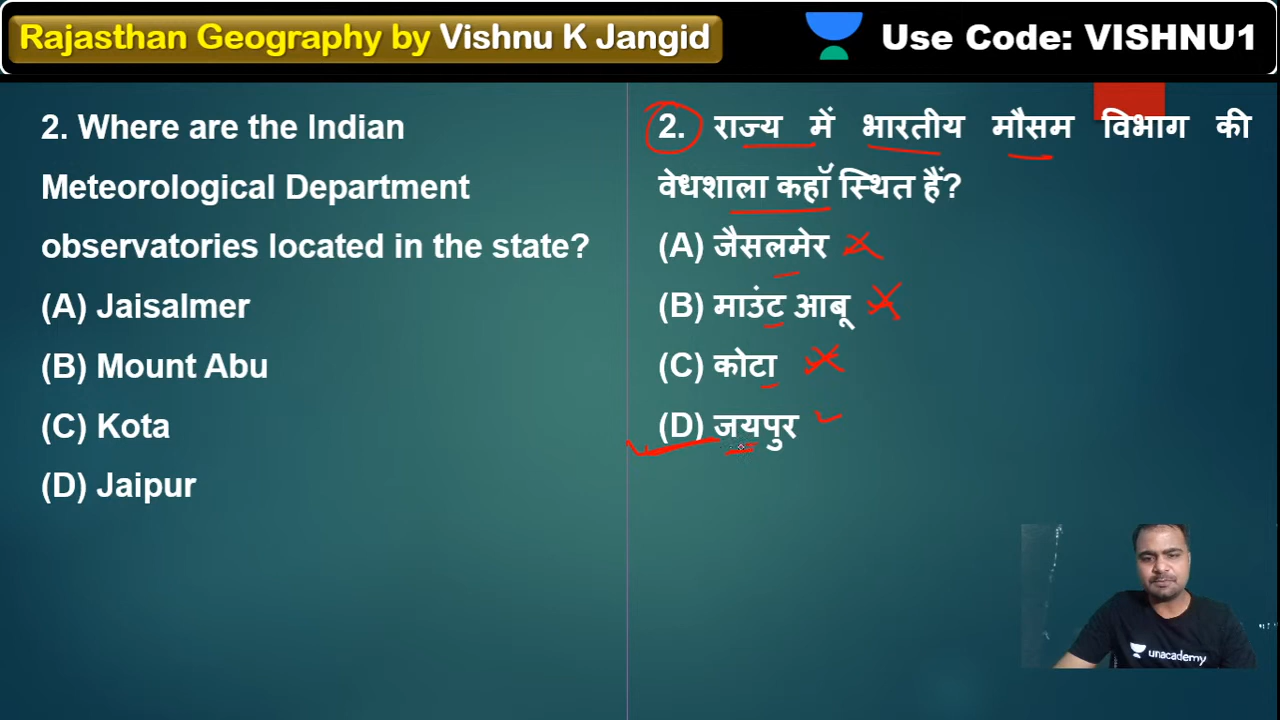 Rajasthan Geography by Vishnu K Jangid
Use Code: VISHNU1
2. Where are the Indian
Meteorological Department
observatories located in the state?
(A) Jaisalmer
(B) Mount Abu
(C) Kota
(D) Jaipur
2. राज्य में भारतीय मौसम विभाग की
वेधशाला कहाॅं स्थित हैं?
(A) जैसलमेर
(B) माउंट आबू
(C) कोटा
(D) जयपुर
unacademy